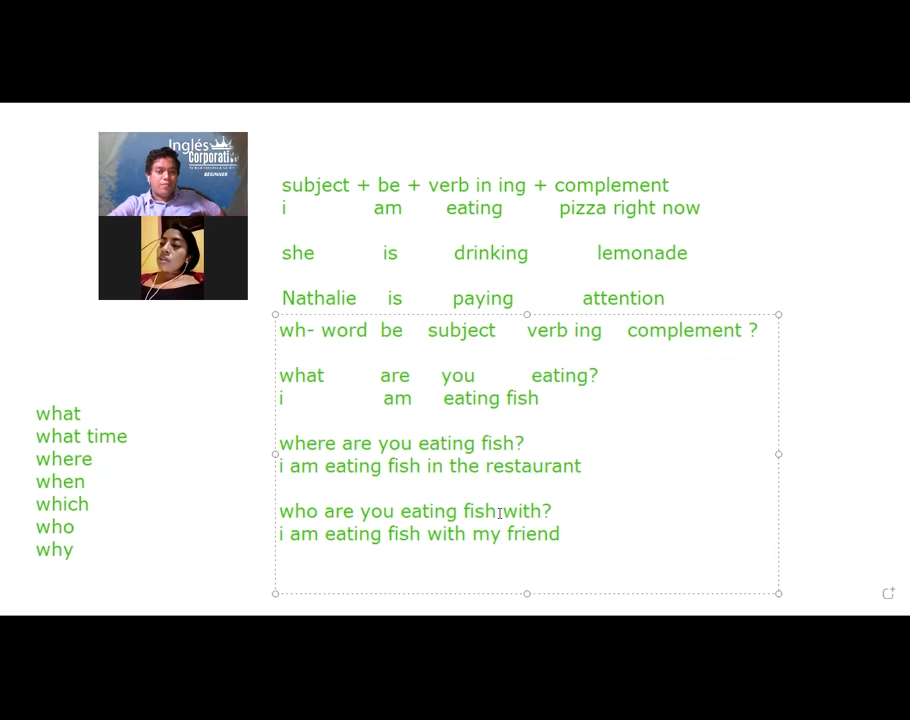 Inglés
Corporati
BEGINNER
subject + be + verb in ing + complement
i am eating pizza right now
she is drinking lemonade
Nathalie is paying attention
wh- word be subject verb ing complement ?
what are you eating?
i am eating fish
where are you eating fish?
i am eating fish in the restaurant
who are you eating fish with?
i am eating fish with my friend
what
what time
where
when
which
who
why